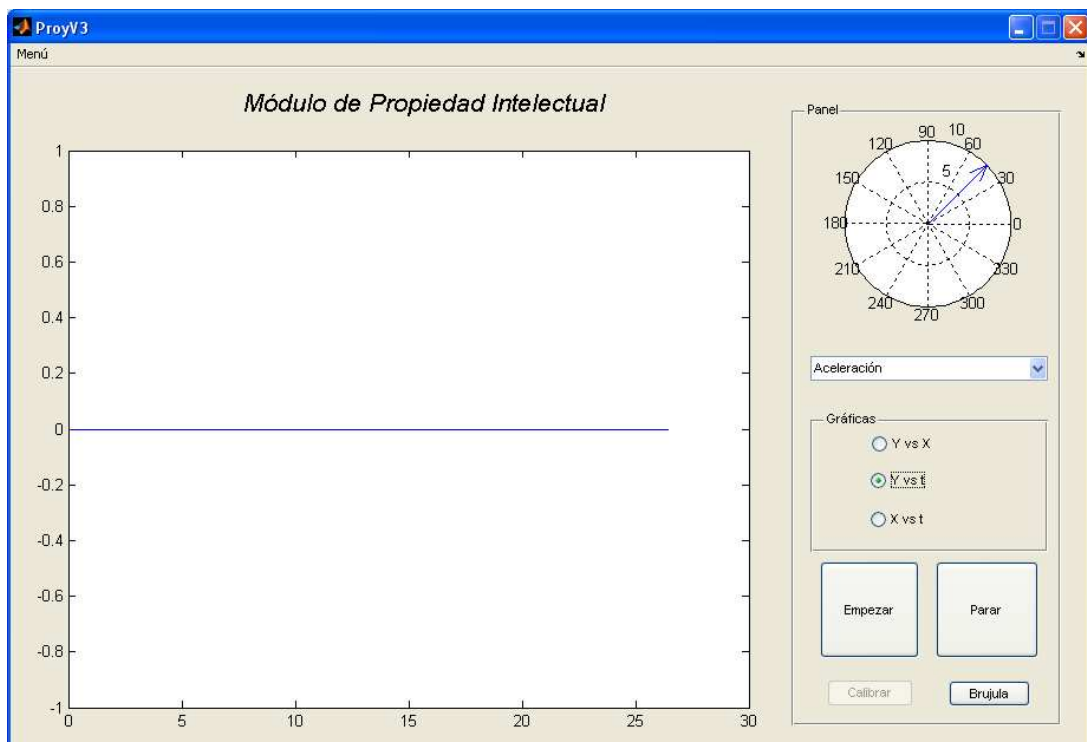 ProyV3
Menú
Módulo de Propiedad Intelectual
1
0.8
0.6
0.4
0.2
0
-0.2
-0.4
-0.6
-0.8
-1
0 5 10 15 20 25 30
Panel
90 10
120 60
150 5 30
180 0
210 330
240 300
270
Aceleración
Gráficas
Y vs X
Y vs t
X vs t
Empezar Parar
Calibrar Brujula